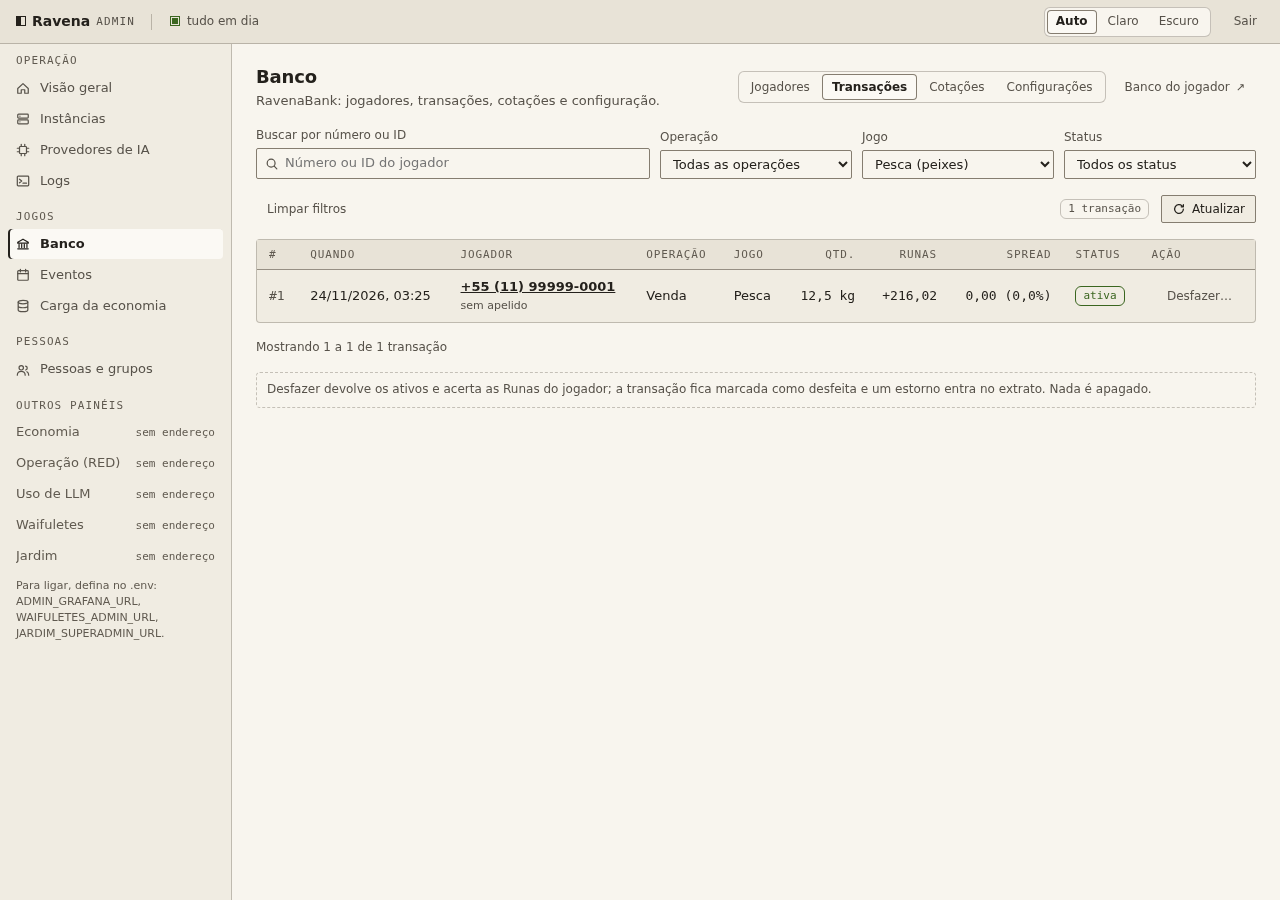 Ravena ADMIN
tudo em dia
Auto Claro Escuro Sair
OPERAÇÃO
Visão geral
Instâncias
Provedores de IA
Logs
JOGOS
Banco
Eventos
Carga da economia
PESSOAS
Pessoas e grupos
OUTROS PAINÉIS
Economia sem endereço
Operação (RED) sem endereço
Uso de LLM sem endereço
Waifuletes sem endereço
Jardim sem endereço
Para ligar, defina no .env:
ADMIN_GRAFANA_URL,
WAIFULETES_ADMIN_URL,
JARDIM_SUPERADMIN_URL.
Banco
RavenaBank: jogadores, transações, cotações e configuração.
Jogadores Transações Cotações Configurações Banco do jogador ↗
Buscar por número ou ID Operação Jogo Status
Número ou ID do jogador Todas as operações Pesca (peixes) Todos os status
Limpar filtros 1 transação Atualizar
# QUANDO JOGADOR OPERAÇÃO JOGO QTD. RUNAS SPREAD STATUS AÇÃO
#1 24/11/2026, 03:25 +55 (11) 99999-0001 Venda Pesca 12,5 kg +216,02 0,00 (0,0%) ativa Desfazer…
sem apelido
Mostrando 1 a 1 de 1 transação
Desfazer devolve os ativos e acerta as Runas do jogador; a transação fica marcada como desfeita e um estorno entra no extrato. Nada é apagado.